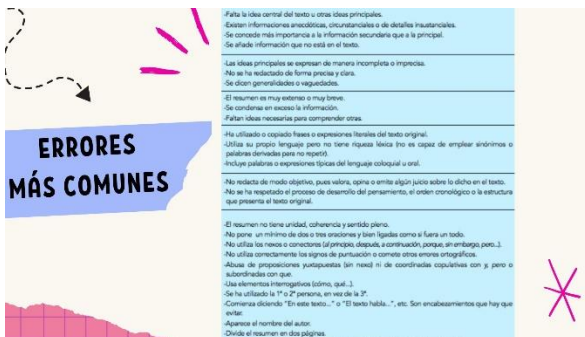 ERRORES
MÁS COMUNES
-Falta la idea central del texto u otras ideas principales.
-Existen informaciones anecdóticas, circunstanciales o de detalles insustanciales.
-Se concede más importancia a la información secundaria que a la principal.
-Se añade información que no está en el texto.
-Las ideas principales se expresan de manera incompleta o imprecisa.
-No se ha redactado de forma precisa y clara.
-Se dicen generalidades o vaguedades.
-El resumen es muy extenso o muy breve.
-Se condensa en exceso la información.
-Faltan ideas necesarias para comprender otras.
-Ha utilizado o copiado frases o expresiones literales del texto original.
-Utiliza su propio lenguaje pero no tiene riqueza léxica (no es capaz de emplear sinónimos o
palabras derivadas para no repetir).
-Incluye palabras o expresiones típicas del lenguaje coloquial u oral.
-No redacta de modo objetivo, pues valora, opina o emite algún juicio sobre lo dicho en el texto.
-No se ha respetado el proceso de desarrollo del pensamiento, el orden cronológico o la estructura
que presenta el texto original.
-El resumen no tiene unidad, coherencia y sentido pleno.
-No pone un mínimo de dos o tres oraciones y bien ligadas como si fuera un todo.
-No utiliza los nexos o conectores (al principio, después, a continuación, porque, sin embargo, pero...).
-No utiliza correctamente los signos de puntuación o comete otros errores ortográficos.
-Abusa de proposiciones yuxtapuestas (sin nexo) ni de coordinadas copulativas con y, pero o
subordinadas con que.
-Usa elementos interrogativos (cómo, qué...).
-Se ha utilizado la 1ª o 2ª persona, en vez de la 3ª.
-Comienza diciendo "En este texto..." o "El texto habla...", etc. Son encabezamientos que hay que
evitar.
-Aparece el nombre del autor.
-Divide el resumen en dos páginas.